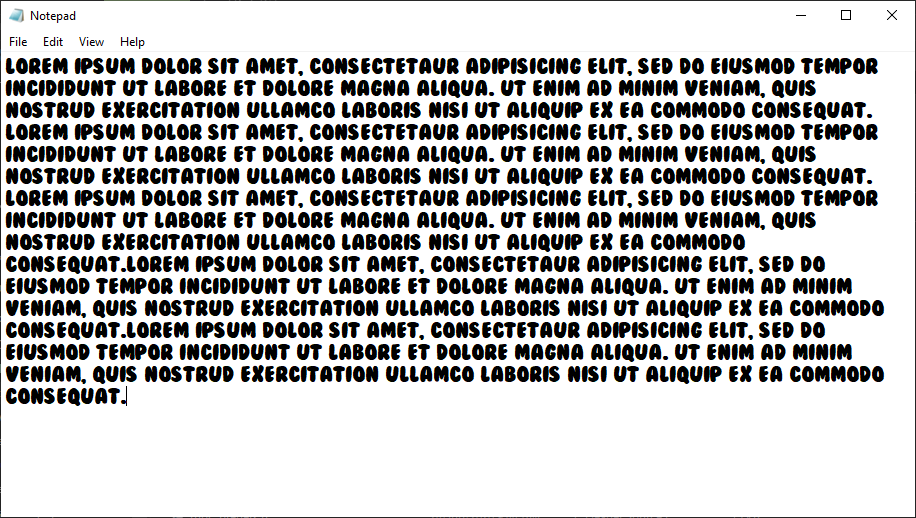 Notepad
File Edit View Help
LOREM IPSUM DOLOR SIT AMET, CONSECTETAUR ADIPISICING ELIT, SED DO EIUSMOD TEMPOR
INCIDIDUNT UT LABORE ET DOLORE MAGNA ALIQUA. UT ENIM AD MINIM VENIAM, QUIS
NOSTRUD EXERCITATION ULLAMCO LABORIS NISI UT ALIQUIP EX EA COMMODO CONSEQUAT.
LOREM IPSUM DOLOR SIT AMET, CONSECTETAUR ADIPISICING ELIT, SED DO EIUSMOD TEMPOR
INCIDIDUNT UT LABORE ET DOLORE MAGNA ALIQUA. UT ENIM AD MINIM VENIAM, QUIS
NOSTRUD EXERCITATION ULLAMCO LABORIS NISI UT ALIQUIP EX EA COMMODO CONSEQUAT.
LOREM IPSUM DOLOR SIT AMET, CONSECTETAUR ADIPISICING ELIT, SED DO EIUSMOD TEMPOR
INCIDIDUNT UT LABORE ET DOLORE MAGNA ALIQUA. UT ENIM AD MINIM VENIAM, QUIS
NOSTRUD EXERCITATION ULLAMCO LABORIS NISI UT ALIQUIP EX EA COMMODO
CONSEQUAT.LOREM IPSUM DOLOR SIT AMET, CONSECTETAUR ADIPISICING ELIT, SED DO
EIUSMOD TEMPOR INCIDIDUNT UT LABORE ET DOLORE MAGNA ALIQUA. UT ENIM AD MINIM
VENIAM, QUIS NOSTRUD EXERCITATION ULLAMCO LABORIS NISI UT ALIQUIP EX EA COMMODO
CONSEQUAT.LOREM IPSUM DOLOR SIT AMET, CONSECTETAUR ADIPISICING ELIT, SED DO
EIUSMOD TEMPOR INCIDIDUNT UT LABORE ET DOLORE MAGNA ALIQUA. UT ENIM AD MINIM
VENIAM, QUIS NOSTRUD EXERCITATION ULLAMCO LABORIS NISI UT ALIQUIP EX EA COMMODO
CONSEQUAT.